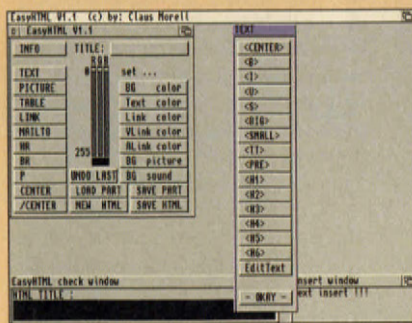 EasyHTML V1.1 (c) by: Claus Morell
EasyHTML V1.1
INFO TITLE:
R G B
TEXT 0 set ...
PICTURE BG color
TABLE Text color
LINK Link color
MAILTO VLink color
HR ALink color
BR 255 BG picture
P UNDO LAST BG sound
CENTER LOAD PART SAVE PART
/CENTER NEW HTML SAVE HTML
TEXT
<CENTER>
<B>
<I>
<U>
<S>
<BIG>
<SMALL>
<TT>
<PRE>
<H1>
<H2>
<H3>
<H4>
<H5>
<H6>
EditText
- OKAY -
EasyHTML check window
HTML TITLE :
nsert window
ext insert !!!